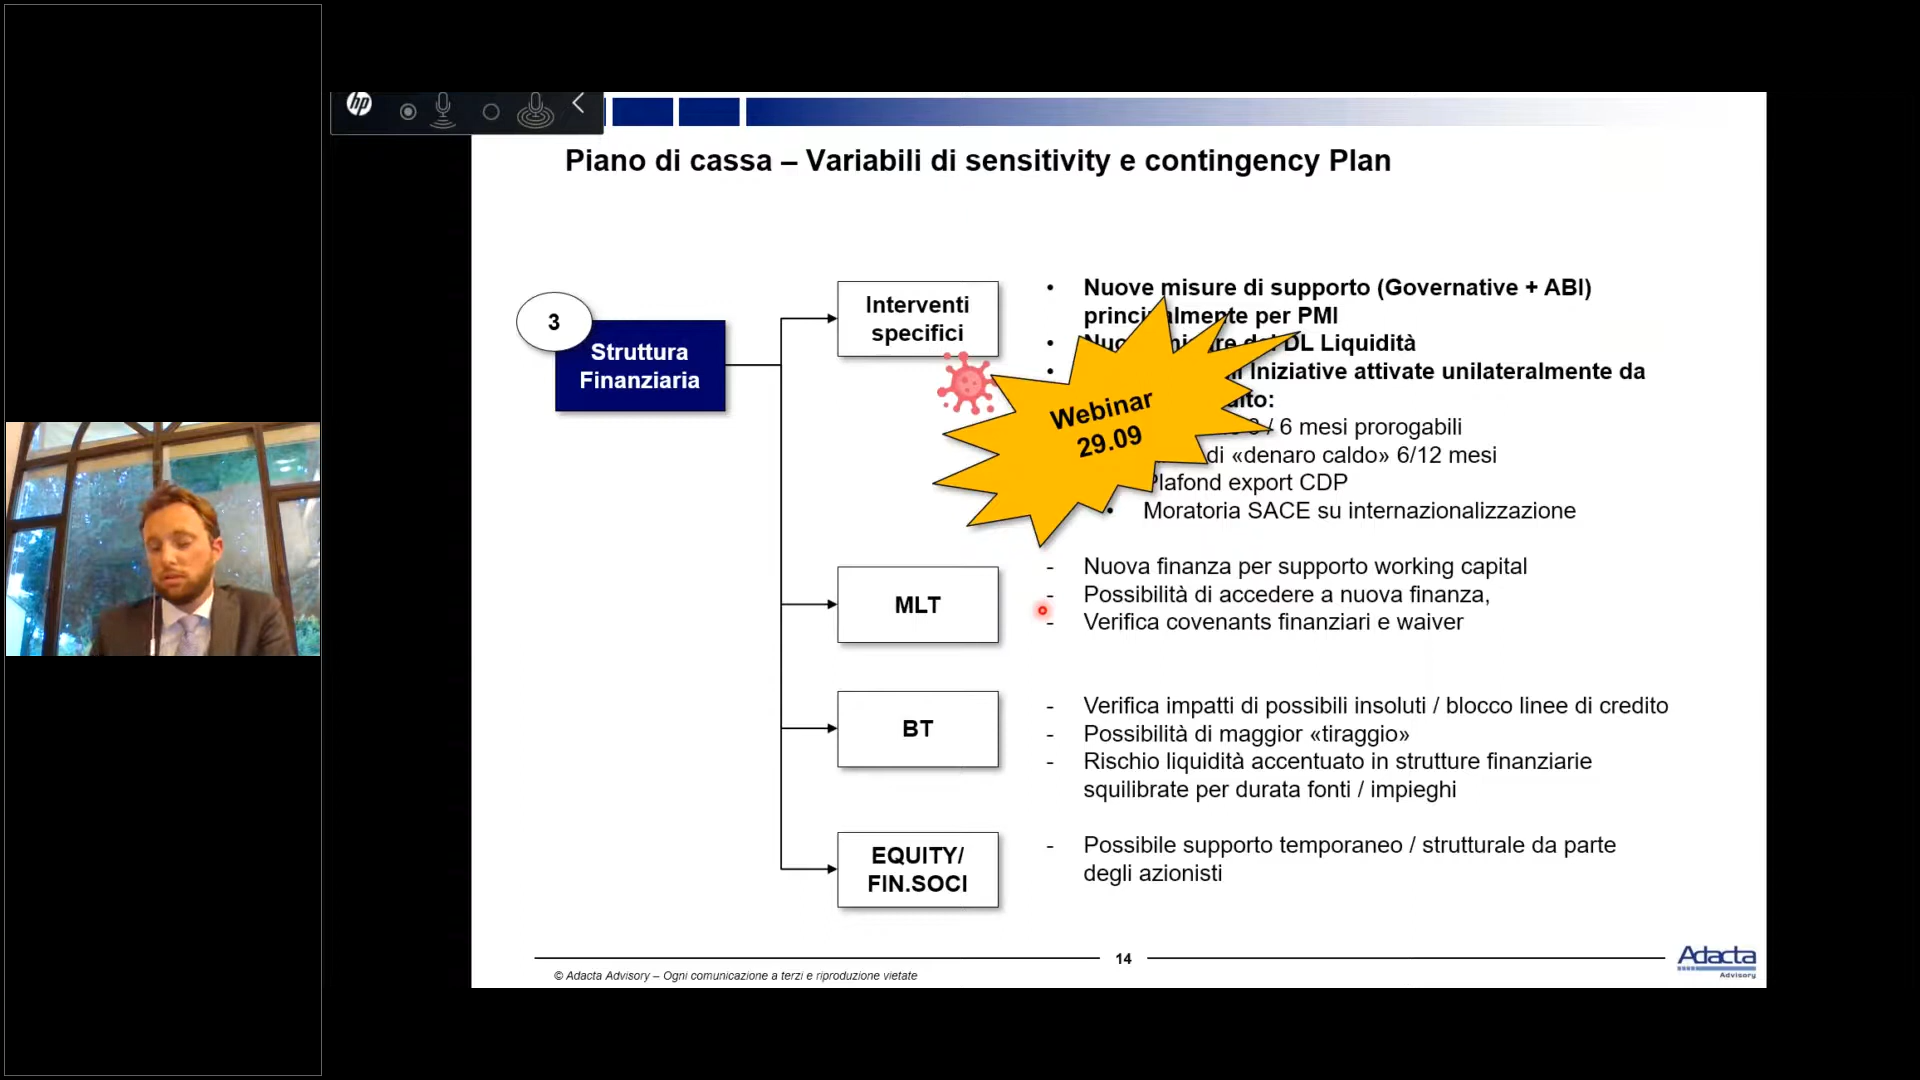 hp
Piano di cassa – Variabili di sensitivity e contingency Plan
3
Struttura
Finanziaria
Interventi
specifici
• Nuove misure di supporto (Governative + ABI)
principalmente per PMI
• DL Liquidità
• Iniziative attivate unilateralmente da
Webinar
29.09
/ 6 mesi prorogabili
di «denaro caldo» 6/12 mesi
Plafond export CDP
• Moratoria SACE su internazionalizzazione
MLT
- Nuova finanza per supporto working capital
- Possibilità di accedere a nuova finanza,
- Verifica covenants finanziari e waiver
BT
- Verifica impatti di possibili insoluti / blocco linee di credito
- Possibilità di maggior «tiraggio»
- Rischio liquidità accentuato in strutture finanziarie
squilibrate per durata fonti / impieghi
EQUITY/
FIN.SOCI
- Possibile supporto temporaneo / strutturale da parte
degli azionisti
14
© Adacta Advisory – Ogni comunicazione a terzi e riproduzione vietate
Adacta
Advisory